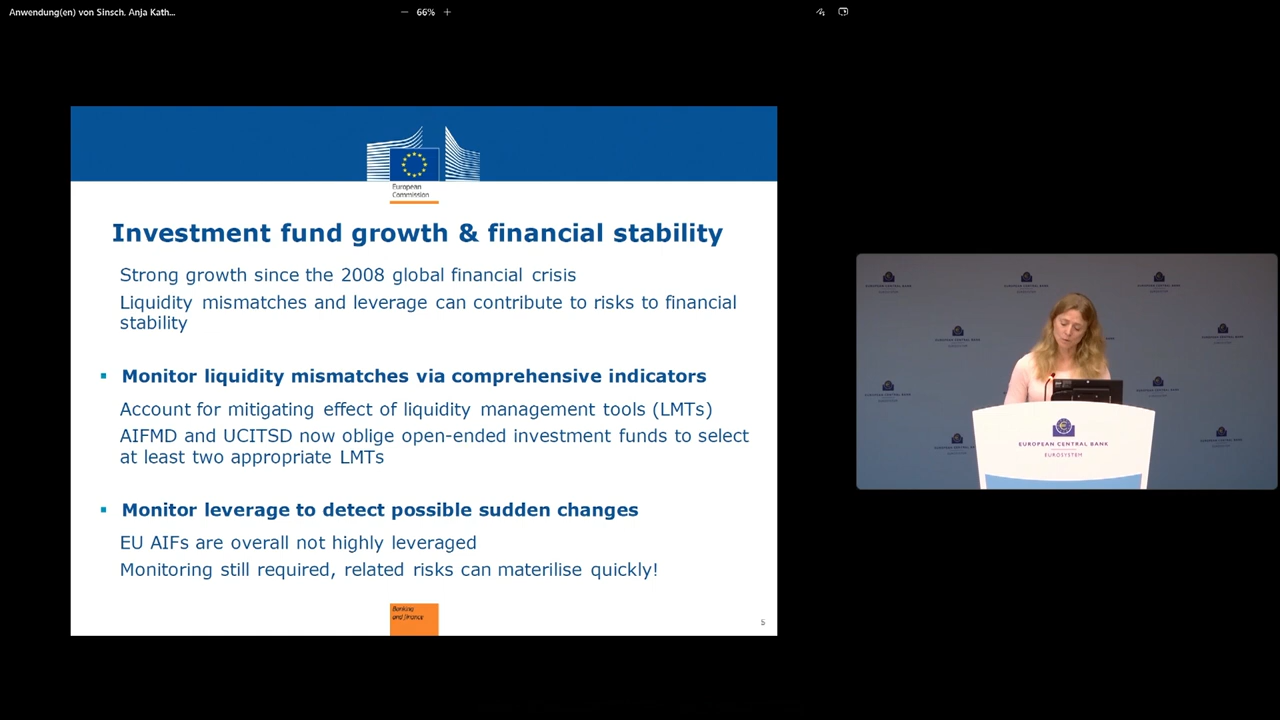 Anwendung(en) von Sinsch, Anja Kath...
66%
European
Commission
Investment fund growth & financial stability
Strong growth since the 2008 global financial crisis
Liquidity mismatches and leverage can contribute to risks to financial
stability
Monitor liquidity mismatches via comprehensive indicators
Account for mitigating effect of liquidity management tools (LMTs)
AIFMD and UCITSD now oblige open-ended investment funds to select
at least two appropriate LMTs
Monitor leverage to detect possible sudden changes
EU AIFs are overall not highly leveraged
Monitoring still required, related risks can materilise quickly!
Banking
and finance
5
EUROPEAN CENTRAL BANK
EUROSYSTEM